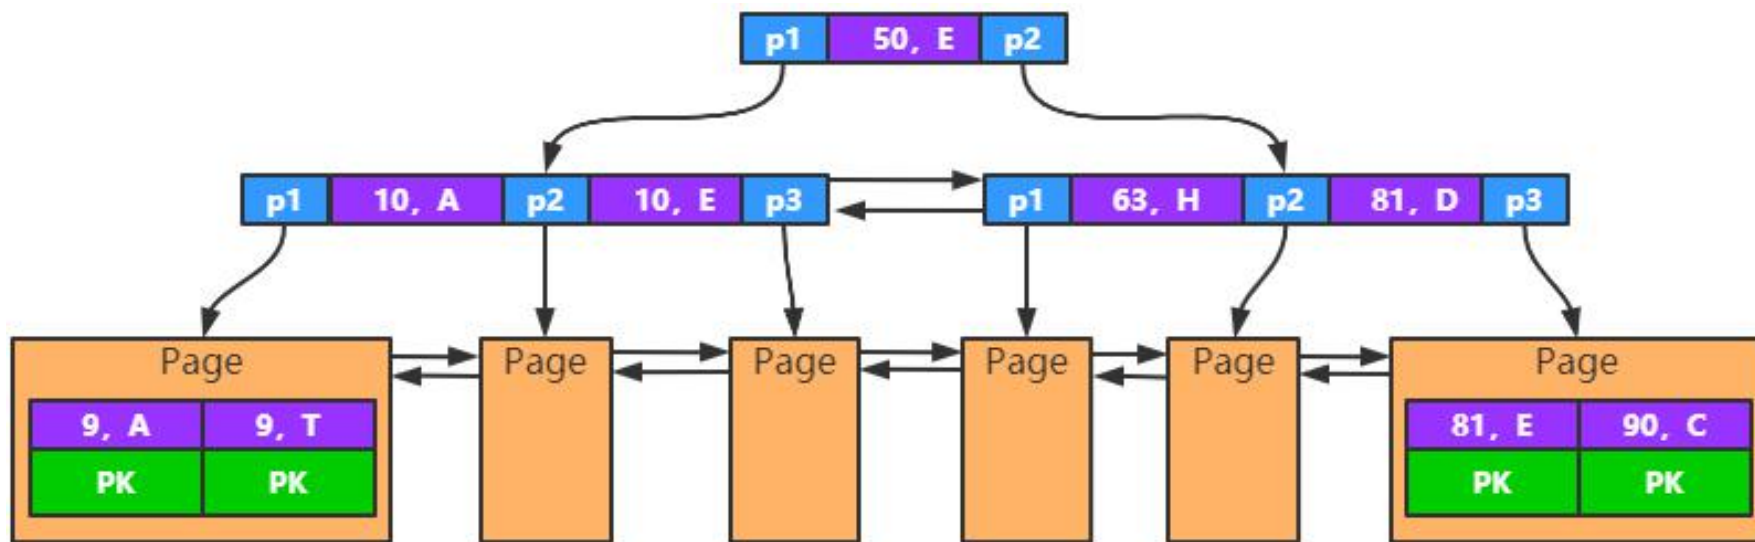 p1 50, E p2
p1 10, A p2 10, E p3 p1 63, H p2 81, D p3
Page Page Page Page Page Page
9, A 9, T 81, E 90, C
PK PK PK PK